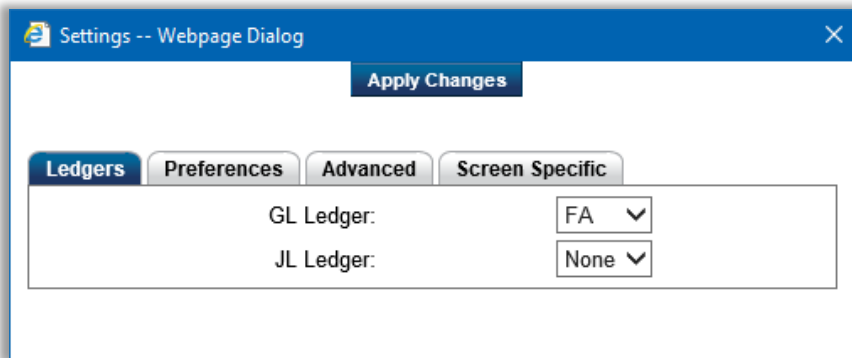 Settings -- Webpage Dialog
Apply Changes
Ledgers Preferences Advanced Screen Specific
GL Ledger: FA
JL Ledger: None